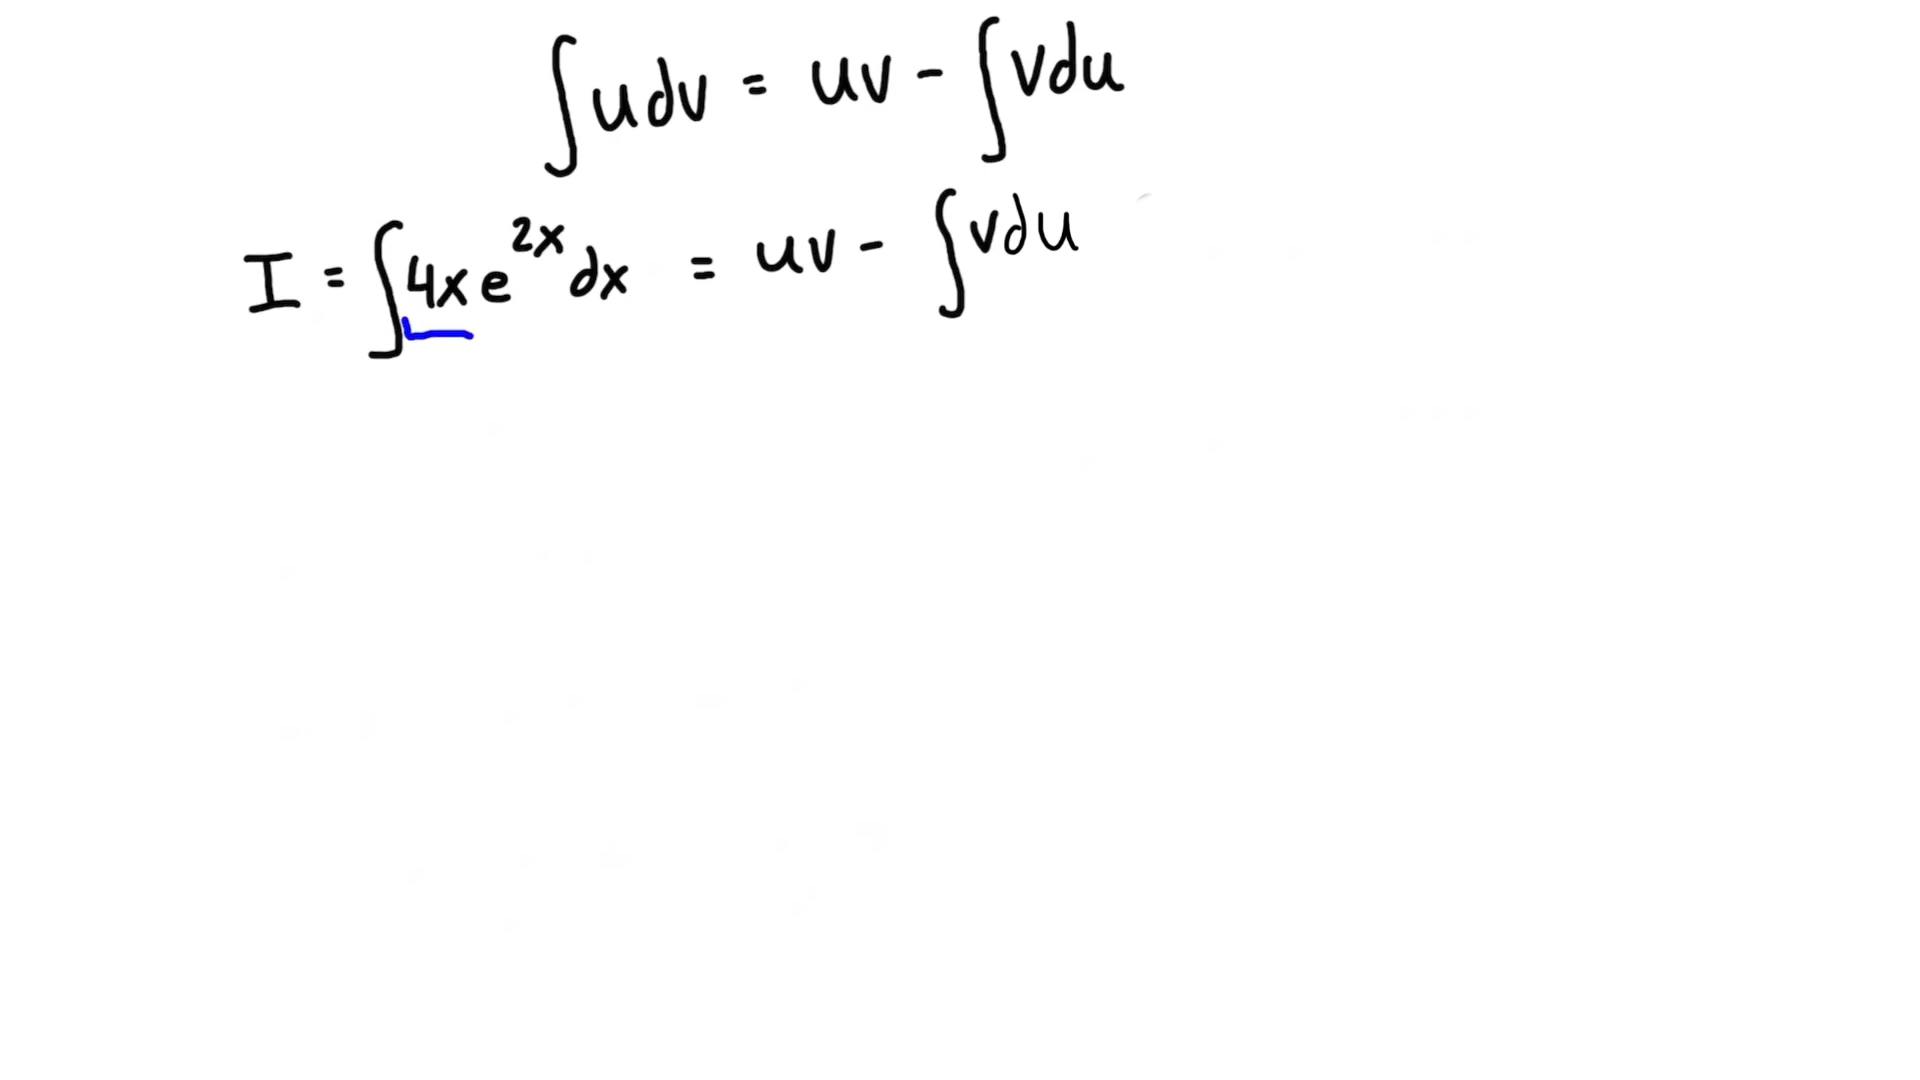 ∫udv = uv - ∫vdu
I = ∫4xe^{2x}dx = uv - ∫vdu